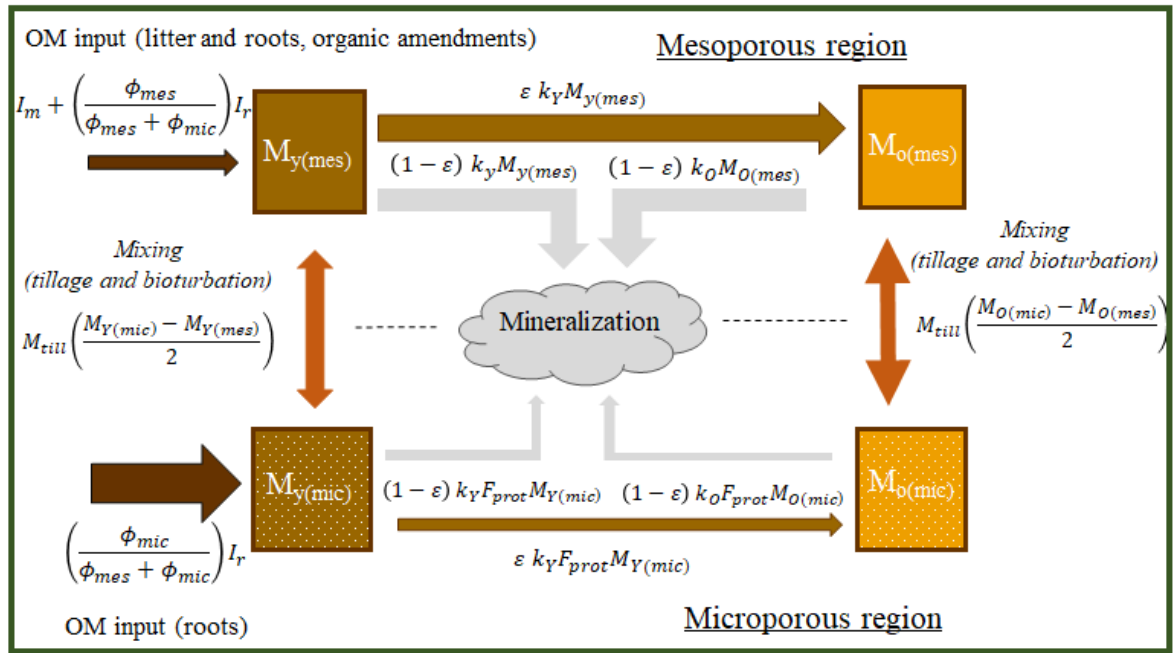 OM input (litter and roots, organic amendments)
Mesoporous region
I_m + (ϕ_mes / (ϕ_mes + ϕ_mic)) I_r
M_y(mes)
ε k_Y M_y(mes)
M_o(mes)
(1 − ε) k_y M_y(mes)
(1 − ε) k_O M_O(mes)
Mixing
(tillage and bioturbation)
M_till ((M_Y(mic) − M_Y(mes)) / 2)
Mineralization
Mixing
(tillage and bioturbation)
M_till ((M_O(mic) − M_O(mes)) / 2)
M_y(mic)
M_o(mic)
(1 − ε) k_Y F_prot M_Y(mic)
(1 − ε) k_O F_prot M_O(mic)
(ϕ_mic / (ϕ_mes + ϕ_mic)) I_r
ε k_Y F_prot M_Y(mic)
OM input (roots)
Microporous region